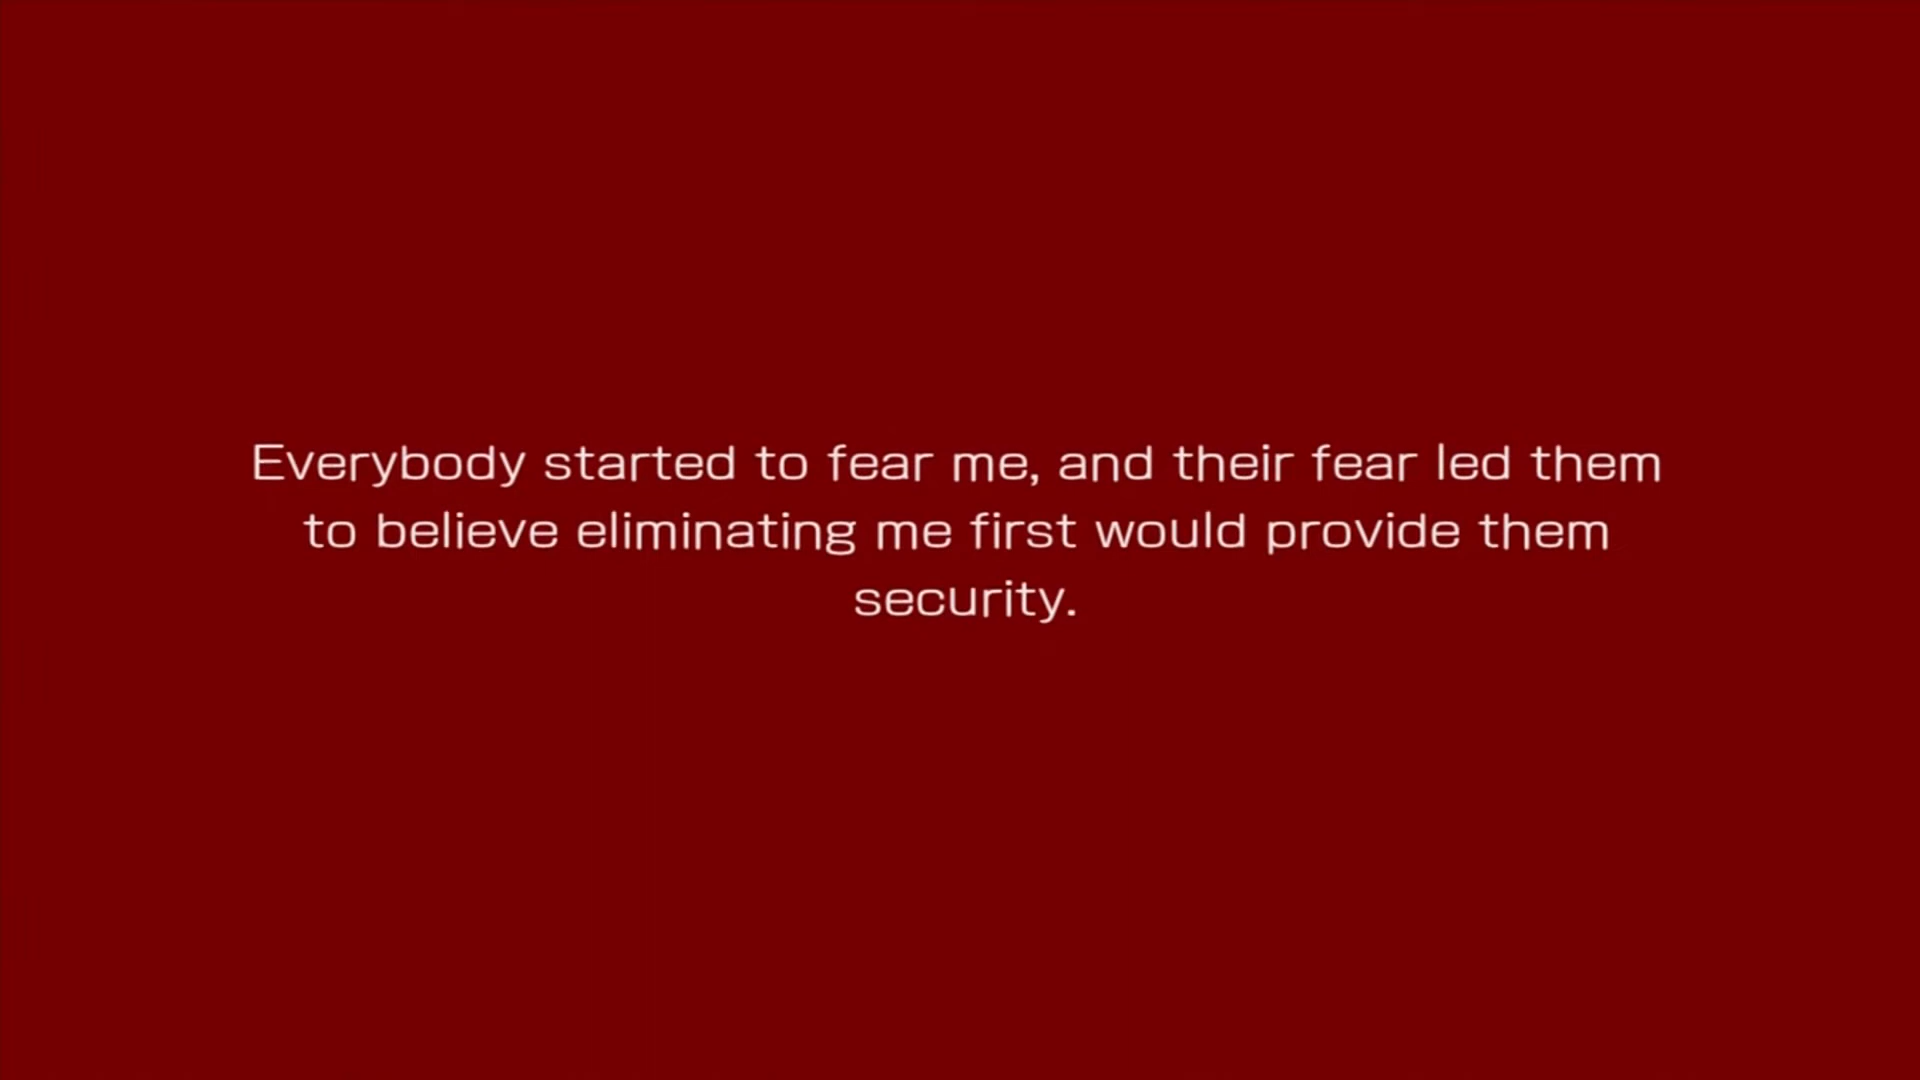 Everybody started to fear me, and their fear led them
to believe eliminating me first would provide them
security.